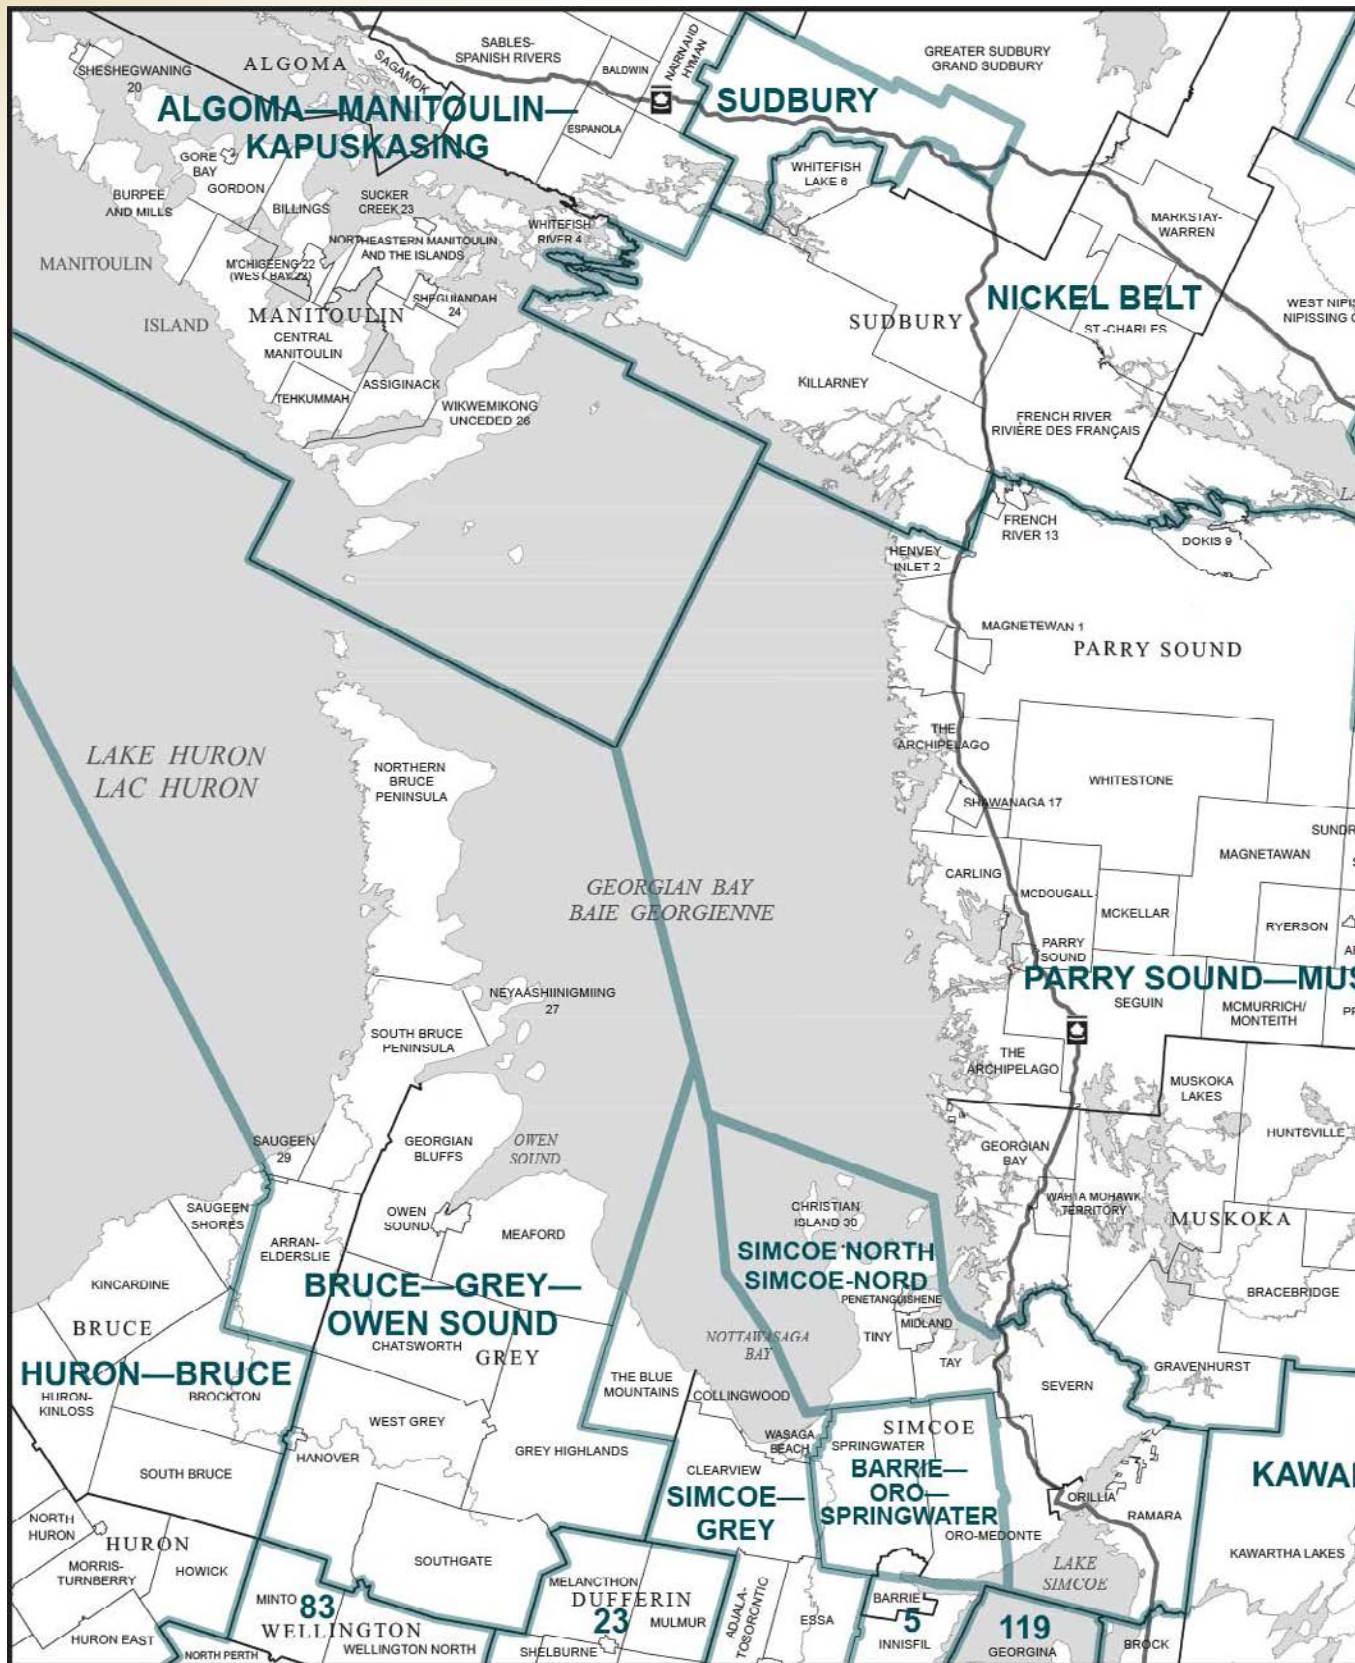 SABLES-
SPANISH RIVERS
NAIRN AND
HYMAN
GREATER SUDBURY
GRAND SUDBURY
SHESHEGWANING
20
ALGOMA
SAGAMOK
BALDWIN
SUDBURY
ALGOMA—MANITOULIN—
KAPUSKASING
ESPANOLA
GORE
BAY
GORDON
WHITEFISH
LAKE 6
BURPEE
AND MILLS
BILLINGS
SUCKER
CREEK 23
WHITEFISH
RIVER 4
MARKSTAY-
WARREN
MANITOULIN
ISLAND
M'CHIGEENG 22
(WEST BAY 22)
NORTHEASTERN MANITOULIN
AND THE ISLANDS
SHEGUIANDAH
24
NICKEL BELT
WEST NIPIS
NIPISSING O
MANITOULIN
SUDBURY
ST.-CHARLES
CENTRAL
MANITOULIN
TEHKUMMAH
ASSIGINACK
WIKWEMIKONG
UNCEDED 26
KILLARNEY
FRENCH RIVER
RIVIÈRE DES FRANÇAIS
LA
FRENCH
RIVER 13
DOKIS 9
HENVEY
INLET 2
MAGNETEWAN 1
PARRY SOUND
LAKE HURON
LAC HURON
THE
ARCHIPELAGO
NORTHERN
BRUCE
PENINSULA
WHITESTONE
SHAWANAGA 17
SUNDR
MAGNETAWAN
GEORGIAN BAY
BAIE GEORGIENNE
CARLING
MCDOUGALL
MCKELLAR
RYERSON
PARRY
SOUND
PARRY SOUND—MUS
NEYAASHIINIGMIING
27
SEGUIN
MCMURRICH/
MONTEITH
SOUTH BRUCE
PENINSULA
THE
ARCHIPELAGO
MUSKOKA
LAKES
SAUGEEN
29
GEORGIAN
BLUFFS
OWEN
SOUND
GEORGIAN
BAY
HUNTSVILLE
SAUGEEN
SHORES
OWEN
SOUND
MEAFORD
CHRISTIAN
ISLAND 30
WAHTA MOHAWK
TERRITORY
MUSKOKA
ARRAN-
ELDERSLIE
SIMCOE NORTH
SIMCOE-NORD
KINCARDINE
BRUCE—GREY—
OWEN SOUND
PENETANGUISHENE
BRACEBRIDGE
BRUCE
CHATSWORTH
GREY
NOTTAWASAGA
BAY
TINY
MIDLAND
TAY
HURON—BRUCE
HURON-
KINLOSS
BROCKTON
THE BLUE
MOUNTAINS
COLLINGWOOD
SEVERN
GRAVENHURST
WEST GREY
WASAGA
BEACH
SIMCOE
SPRINGWATER
HANOVER
GREY HIGHLANDS
SOUTH BRUCE
CLEARVIEW
BARRIE—
ORO—
SPRINGWATER
KAWAR
SIMCOE—
GREY
ORILLIA
RAMARA
NORTH
HURON
HURON
ORO-MEDONTE
KAWARTHA LAKES
MORRIS-
TURNBERRY
HOWICK
SOUTHGATE
LAKE
SIMCOE
MELANCTHON
DUFFERIN
23
MULMUR
ADJALA-
TOSORONTIO
ESSA
BARRIE
5
INNISFIL
119
GEORGINA
BROCK
MINTO
83
WELLINGTON
HURON EAST
NORTH PERTH
WELLINGTON NORTH
SHELBURNE